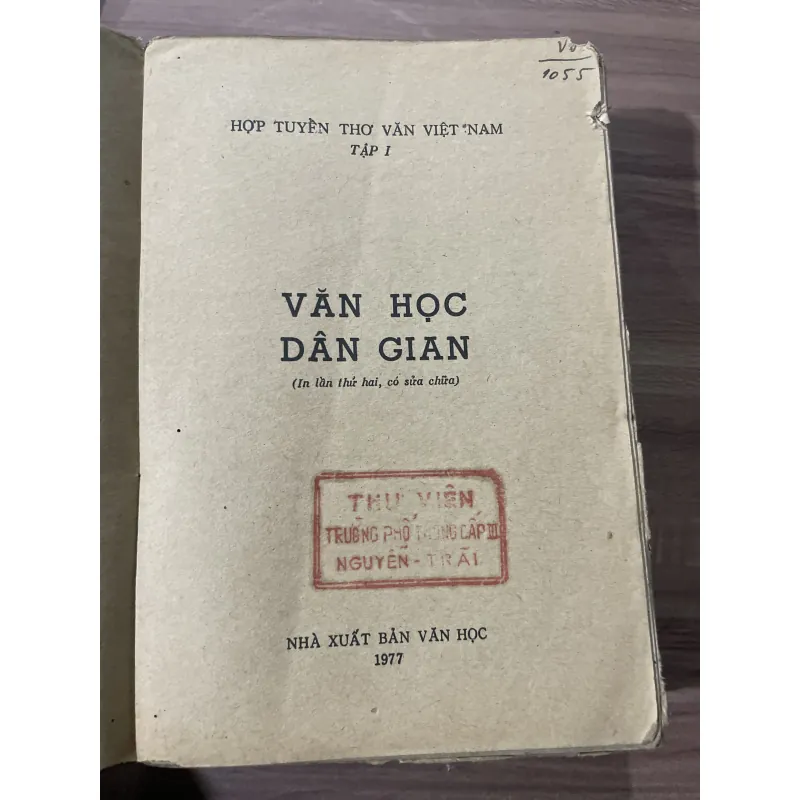 Vv
1055
HỢP TUYỂN THƠ VĂN VIỆT NAM
TẬP I
VĂN HỌC
DÂN GIAN
(In lần thứ hai, có sửa chữa)
THƯ VIỆN
TRƯỜNG PHỔ THÔNG CẤP III
NGUYỄN - TRÃI
NHÀ XUẤT BẢN VĂN HỌC
1977